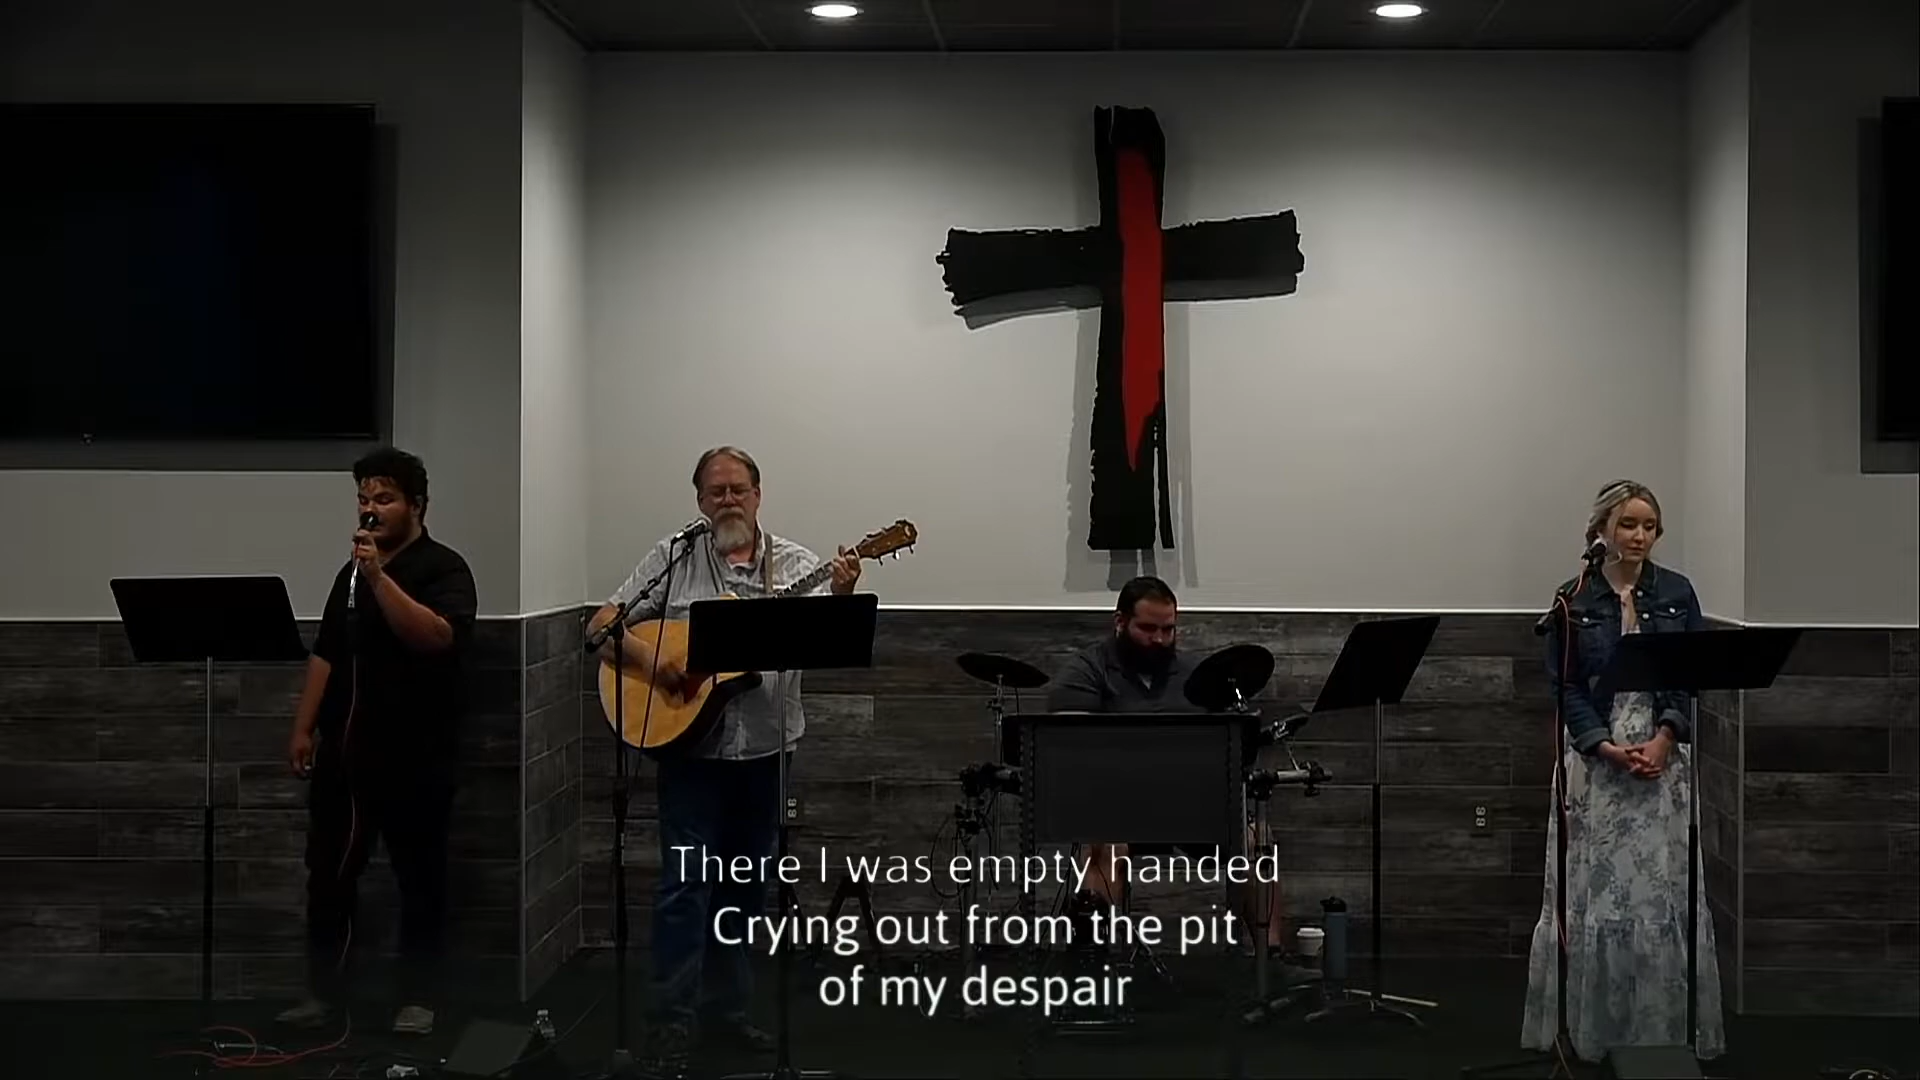 There I was empty handed
Crying out from the pit
of my despair